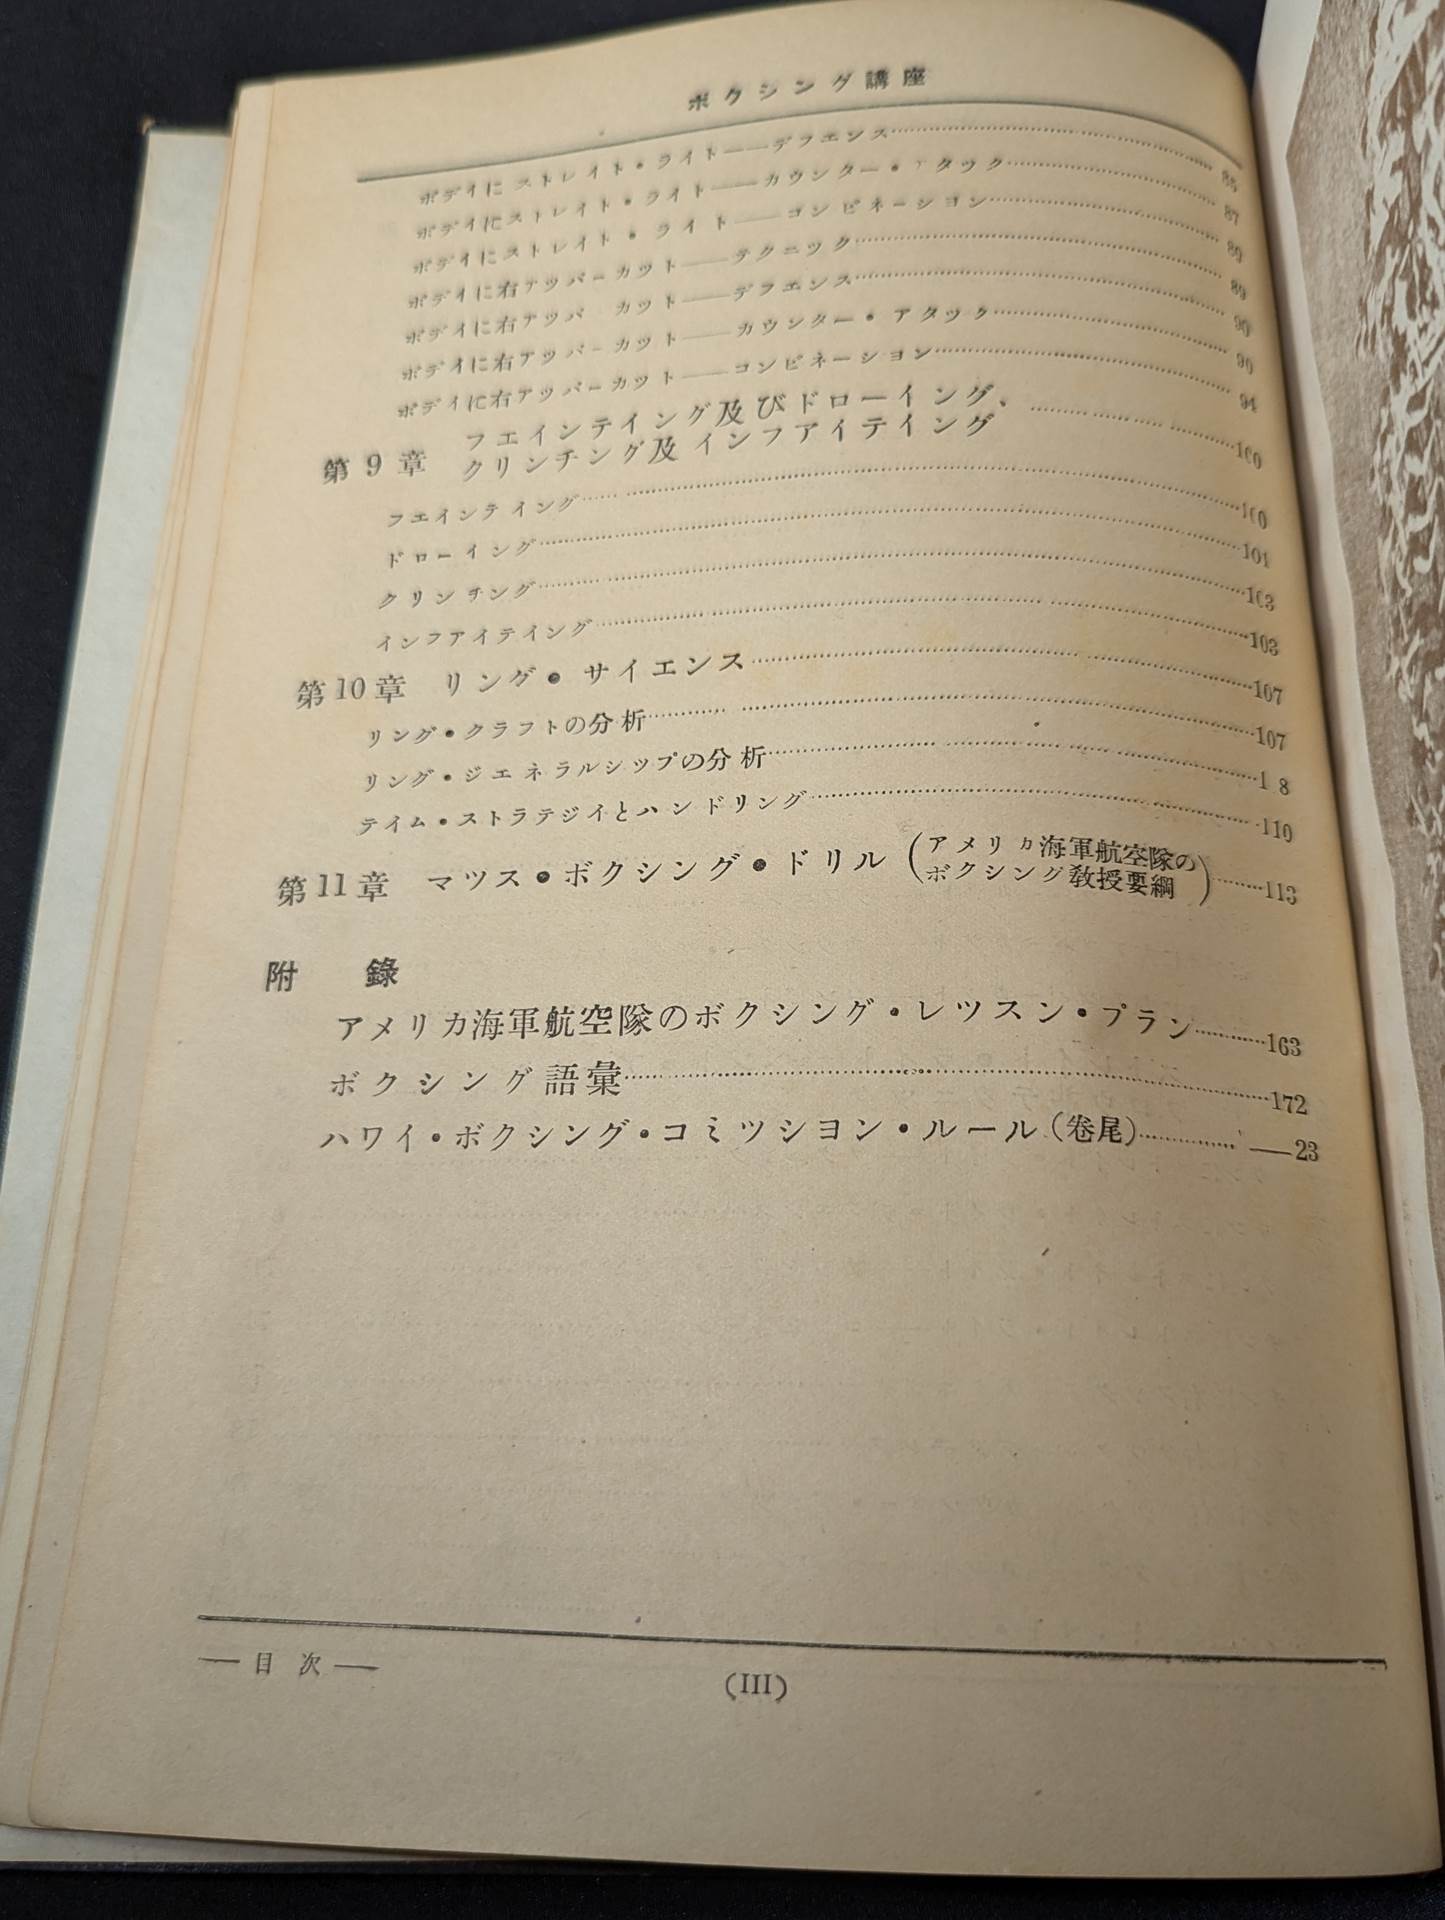 ボクシング講座
ボデイにストレイト・ライト——デフエンス……85
ボデイにストレイト・ライト——カウンター・アタツク……87
ボデイにストレイト・ライト——コンビネーシヨン……89
ボデイに右アツパーカツト——テクニツク……89
ボデイに右アツパ カツト——デフエンス……90
ボデイに右アツパーカツト——カウンター・アタツク……90
ボデイに右アツパーカツト——コンビネーシヨン……94
第9章 フエインテイング及びドローイング、
クリンチング及インフアイテイング……100
フエインテイング……100
ドローイング……101
クリンチング……103
インフアイテイング……103
第10章 リング・サイエンス……107
リング・クラフトの分析……107
リング・ジエネラルシツプの分析……1 8
テイム・ストラテジイとハンドリング……110
第11章 マツス・ボクシング・ドリル(アメリカ海軍航空隊の
ボクシング教授要綱)……113
附 錄
アメリカ海軍航空隊のボクシング・レツスン・プラン……163
ボクシング語彙……172
ハワイ・ボクシング・コミツシヨン・ルール(卷尾)……—23
— 目 次 —
(III)